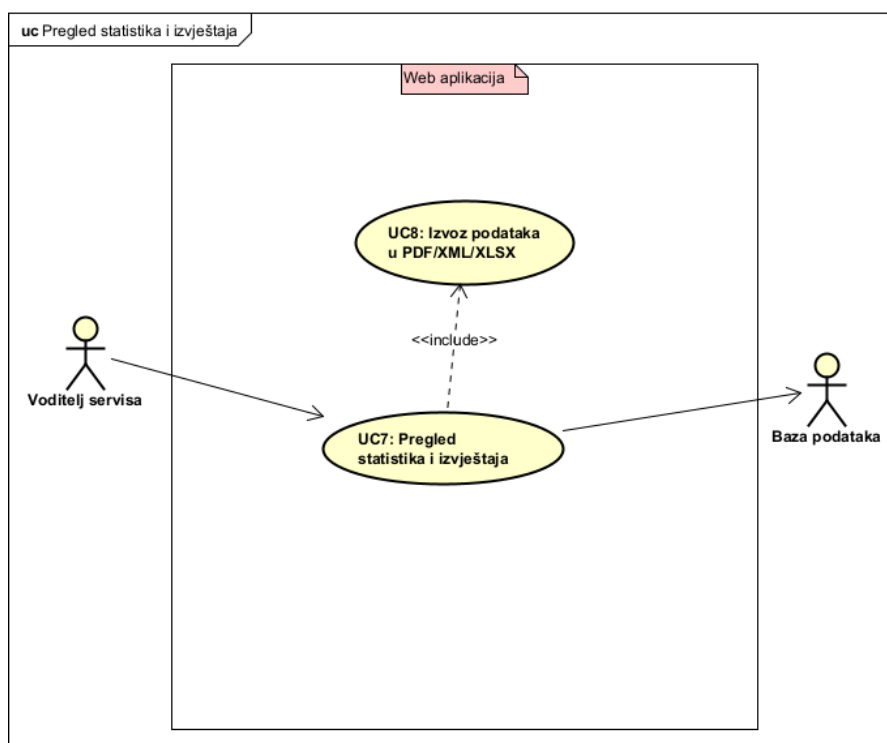 uc Pregled statistika i izvještaja
Web aplikacija
UC8: Izvoz podataka
u PDF/XML/XLSX
<<include>>
Voditelj servisa
UC7: Pregled
statistika i izvještaja
Baza podataka